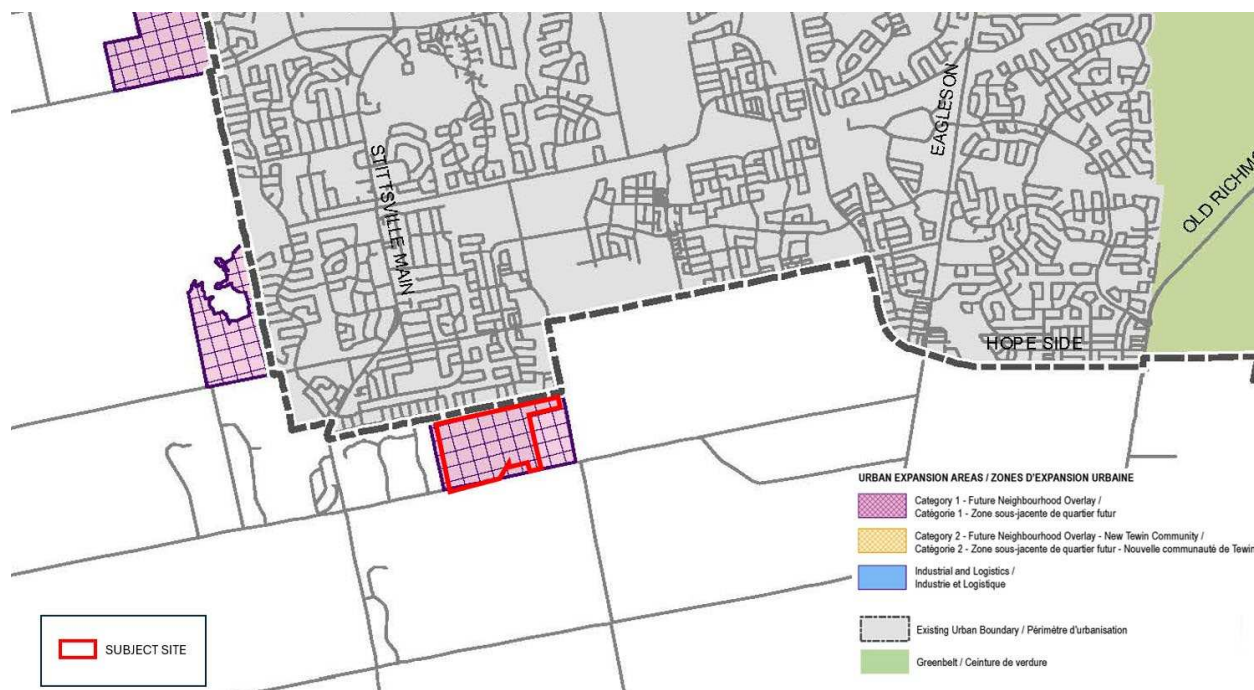 STITTSVILLE MAIN
EAGLESON
OLD RICHM
HOPE SIDE
URBAN EXPANSION AREAS / ZONES D'EXPANSION URBAINE
Category 1 - Future Neighbourhood Overlay /
Catégorie 1 - Zone sous-jacente de quartier futur
Category 2 - Future Neighbourhood Overlay - New Tewin Community /
Catégorie 2 - Zone sous-jacente de quartier futur - Nouvelle communauté de Tewin
Industrial and Logistics /
Industrie et Logistique
Existing Urban Boundary / Périmètre d'urbanisation
Greenbelt / Ceinture de verdure
SUBJECT SITE